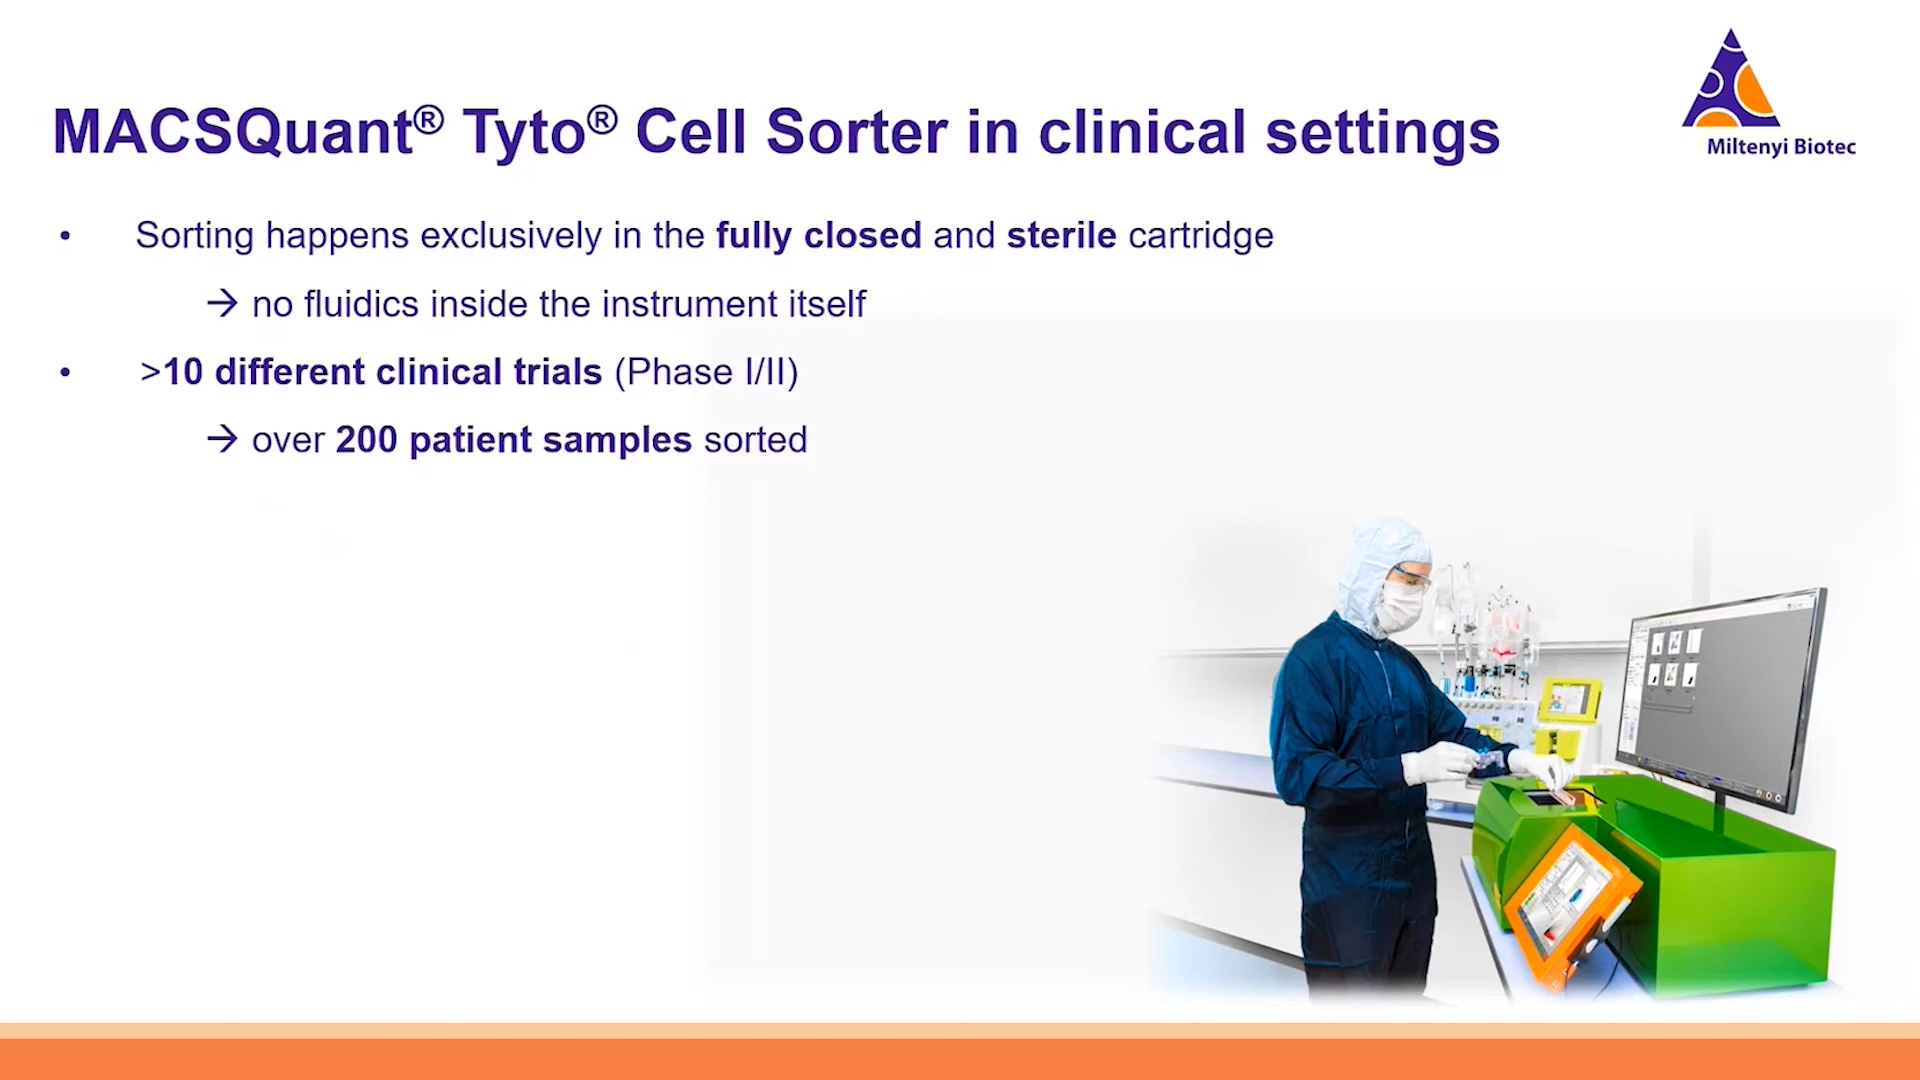 MACSQuant® Tyto® Cell Sorter in clinical settings
Miltenyi Biotec
• Sorting happens exclusively in the fully closed and sterile cartridge
→ no fluidics inside the instrument itself
• >10 different clinical trials (Phase I/II)
→ over 200 patient samples sorted